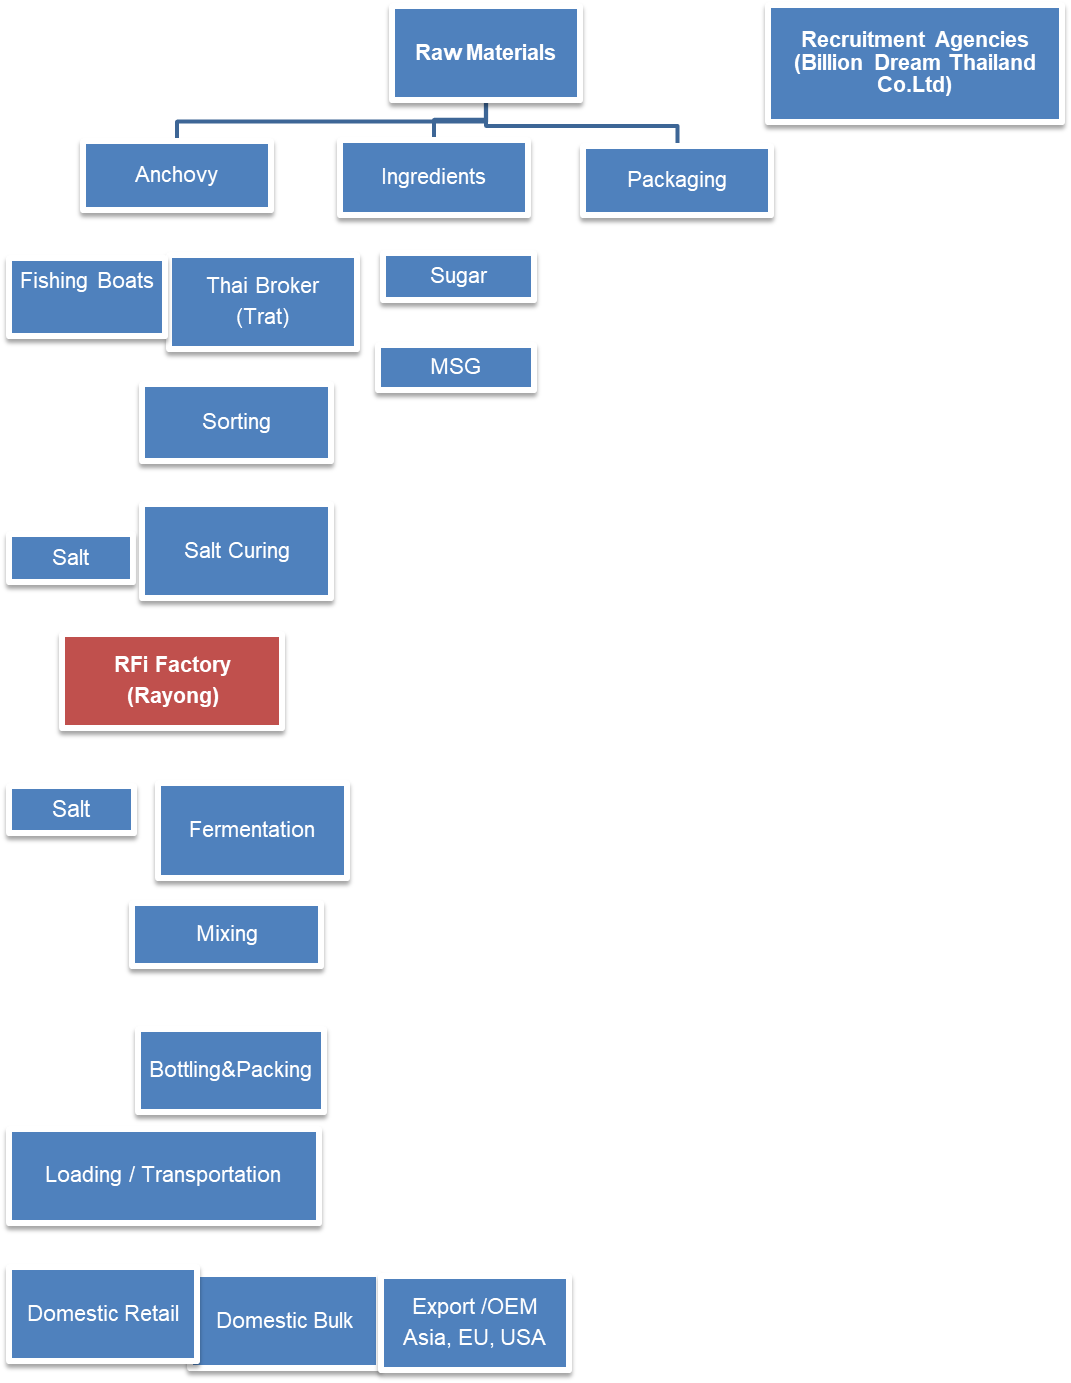 Raw Materials
Recruitment Agencies
(Billion Dream Thailand
Co.Ltd)
Anchovy
Ingredients
Packaging
Fishing Boats
Thai Broker
(Trat)
Sugar
MSG
Sorting
Salt
Salt Curing
RFi Factory
(Rayong)
Salt
Fermentation
Mixing
Bottling&Packing
Loading / Transportation
Domestic Retail
Domestic Bulk
Export /OEM
Asia, EU, USA